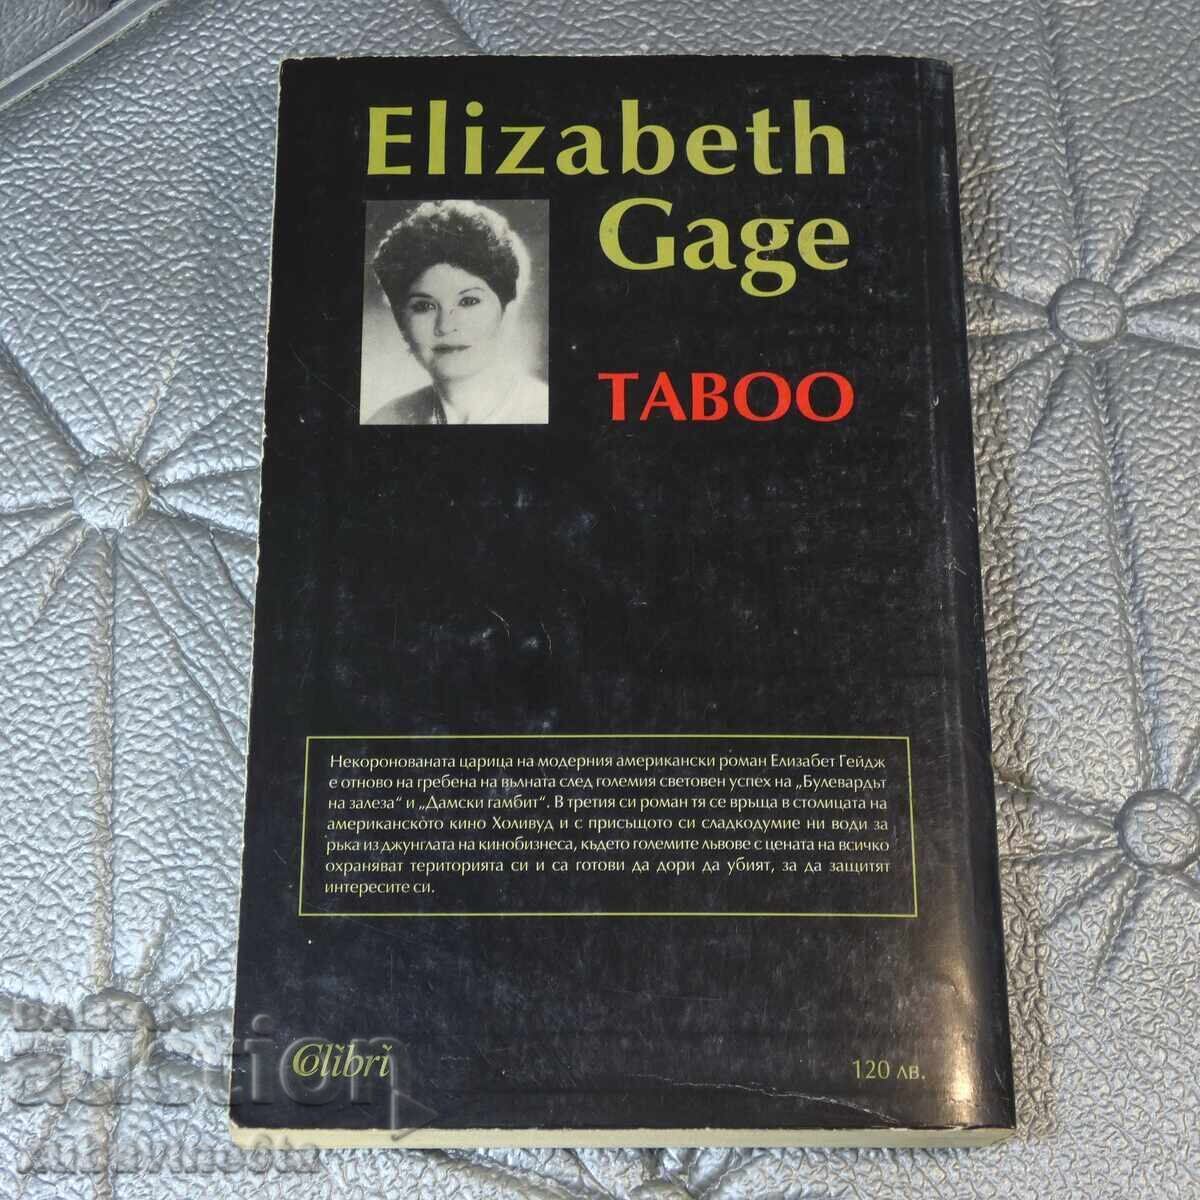 Elizabeth
Gage
TABOO
Некоронованата царица на модерния американски роман Елизабет Гейдж
е отново на гребена на вълната след големия световен успех на „Булевардът
на залеза“ и „Дамски гамбит“. В третия си роман тя се връща в столицата на
американското кино Холивуд и с присъщото си сладкодумие ни води за
ръка из джунглата на кинобизнеса, където големите львове с цената на всичко
охраняват територията си и са готови да дори да убият, за да защитят
интересите си.
Colibri
120 лв.
auction